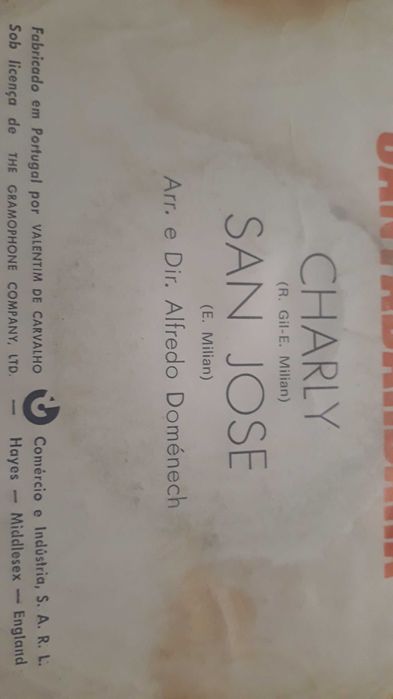 CHARLY
(R. Gil-E. Milian)
SAN JOSE
(E. Milian)
Arr. e Dir. Alfredo Doménech
Fabricado em Portugal por VALENTIM DE CARVALHO Comércio e Indústria, S. A. R. L.
Sob licença de THE GRAMOPHONE COMPANY, LTD. — Hayes — Middlesex — England